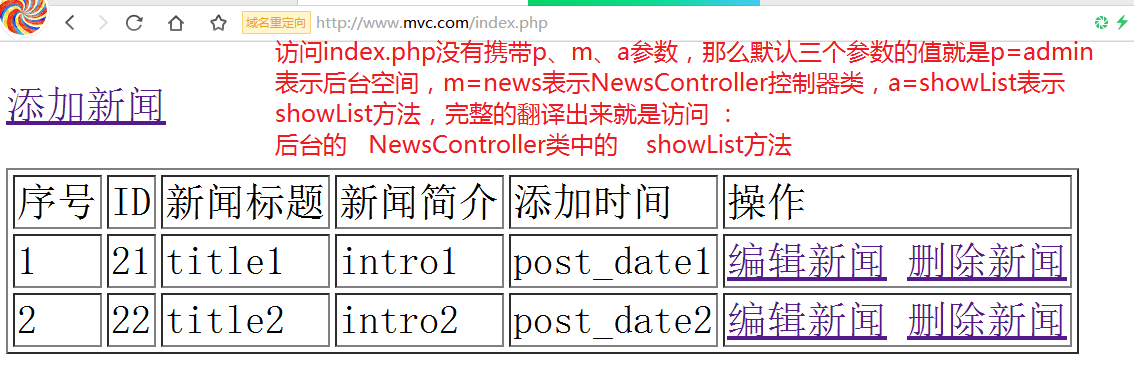 域名重定向 http://www.mvc.com/index.php
访问index.php没有携带p、m、a参数，那么默认三个参数的值就是p=admin
表示后台空间，m=news表示NewsController控制器类，a=showList表示
showList方法，完整的翻译出来就是访问 ：
后台的 NewsController类中的 showList方法
添加新闻
序号 ID 新闻标题 新闻简介 添加时间 操作
1 21 title1 intro1 post_date1 编辑新闻 删除新闻
2 22 title2 intro2 post_date2 编辑新闻 删除新闻